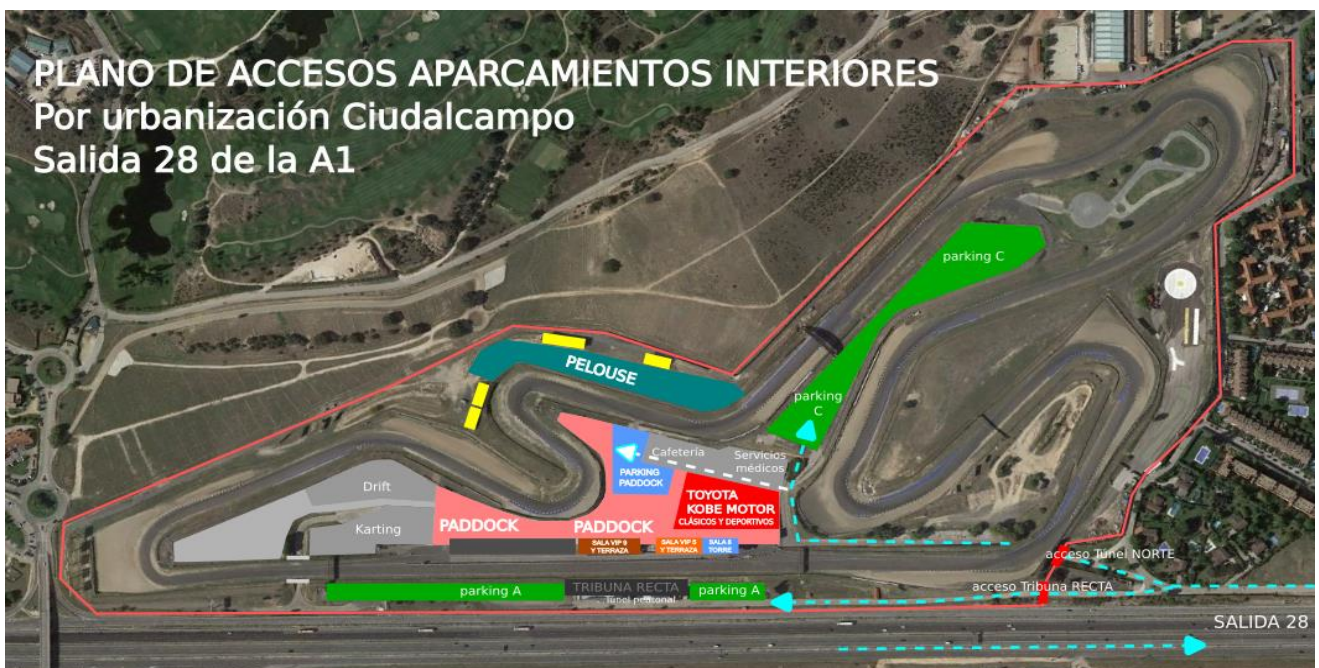 PLANO DE ACCESOS APARCAMIENTOS INTERIORES
Por urbanización Ciudalcampo
Salida 28 de la A1
parking C
PELOUSE
parking
C
Cafetería
Servicios
médicos
PARKING
PADDOCK
Drift
TOYOTA
KOBE MOTOR
CLÁSICOS Y DEPORTIVOS
Karting
PADDOCK
PADDOCK
SALA VIP 9
Y TERRAZA
SALA VIP 5
Y TERRAZA
SALA 8
TORRE
acceso Túnel NORTE
acceso Tribuna RECTA
parking A
TRIBUNA RECTA
Túnel peatonal
parking A
SALIDA 28